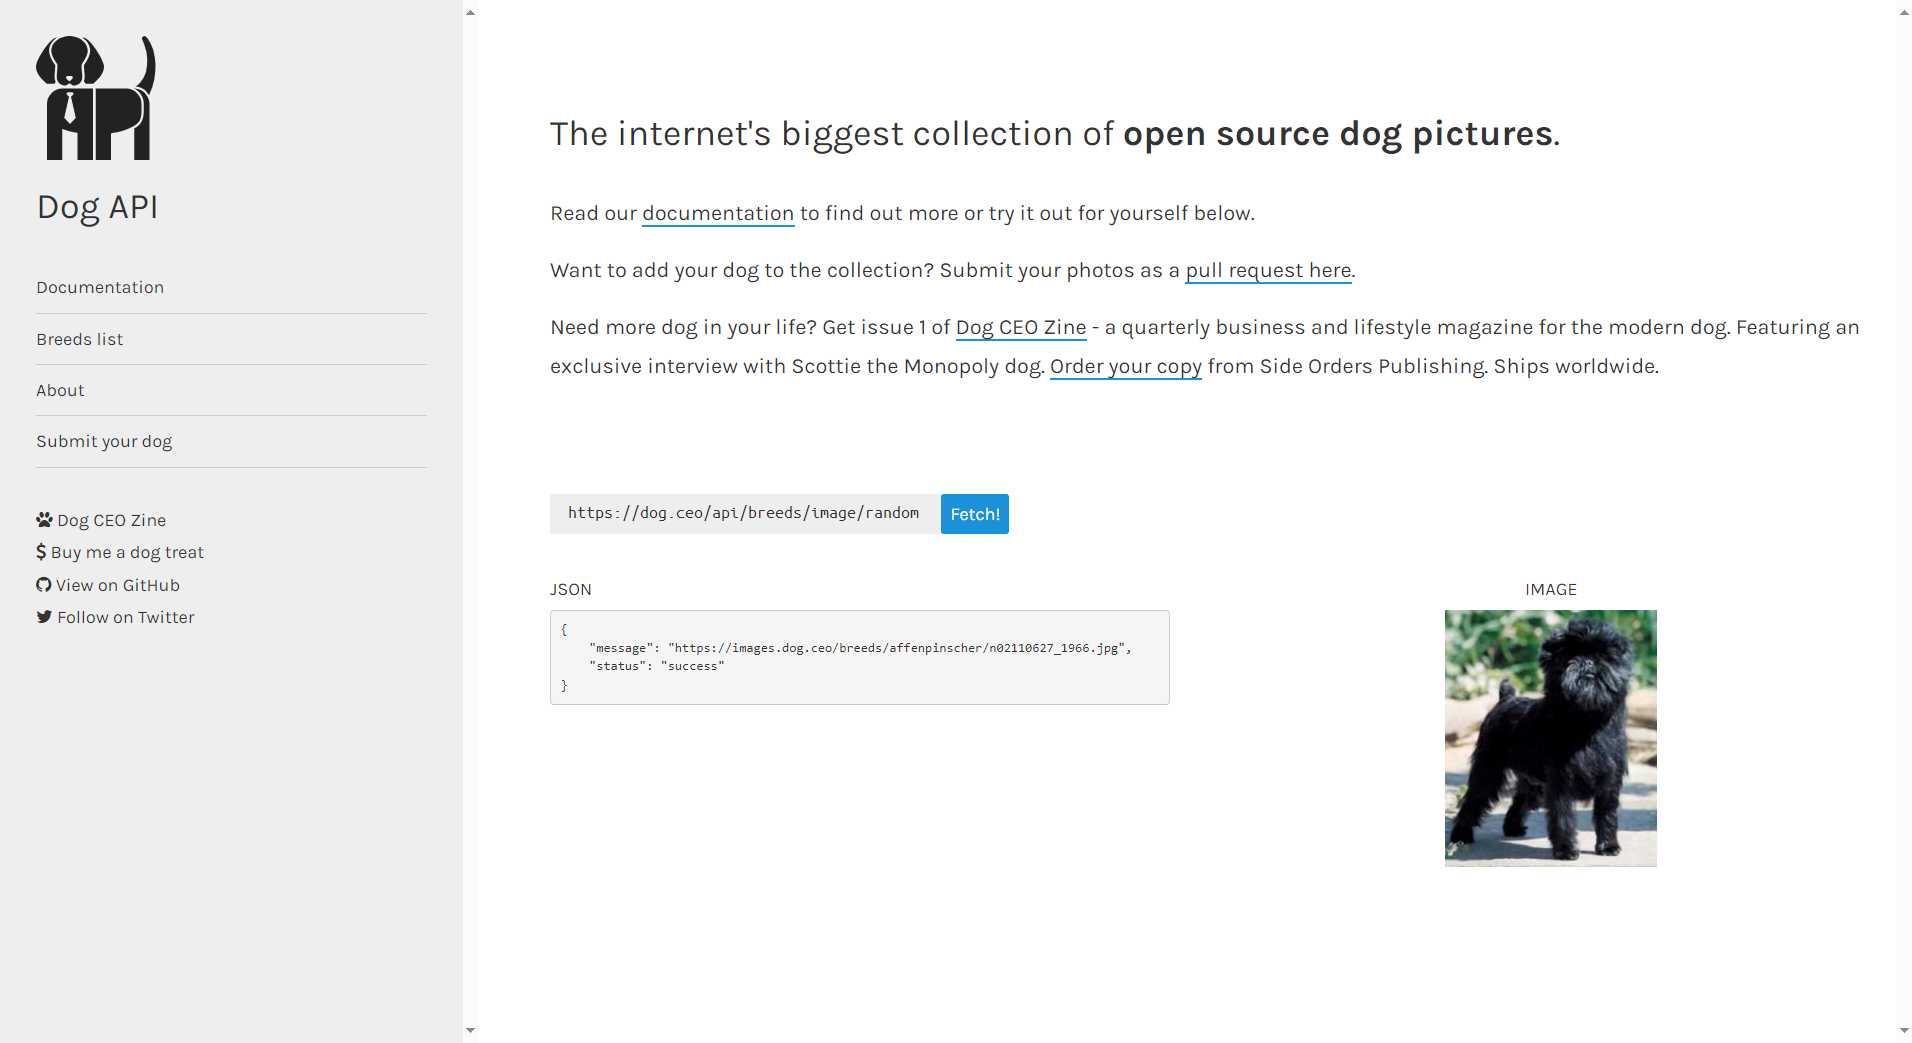 API
Dog API
Documentation
Breeds list
About
Submit your dog
Dog CEO Zine
Buy me a dog treat
View on GitHub
Follow on Twitter
The internet's biggest collection of open source dog pictures.
Read our documentation to find out more or try it out for yourself below.
Want to add your dog to the collection? Submit your photos as a pull request here.
Need more dog in your life? Get issue 1 of Dog CEO Zine - a quarterly business and lifestyle magazine for the modern dog. Featuring an
exclusive interview with Scottie the Monopoly dog. Order your copy from Side Orders Publishing. Ships worldwide.
https://dog.ceo/api/breeds/image/random Fetch!
JSON
{
    "message": "https://images.dog.ceo/breeds/affenpinscher/n02110627_1966.jpg",
    "status": "success"
}
IMAGE